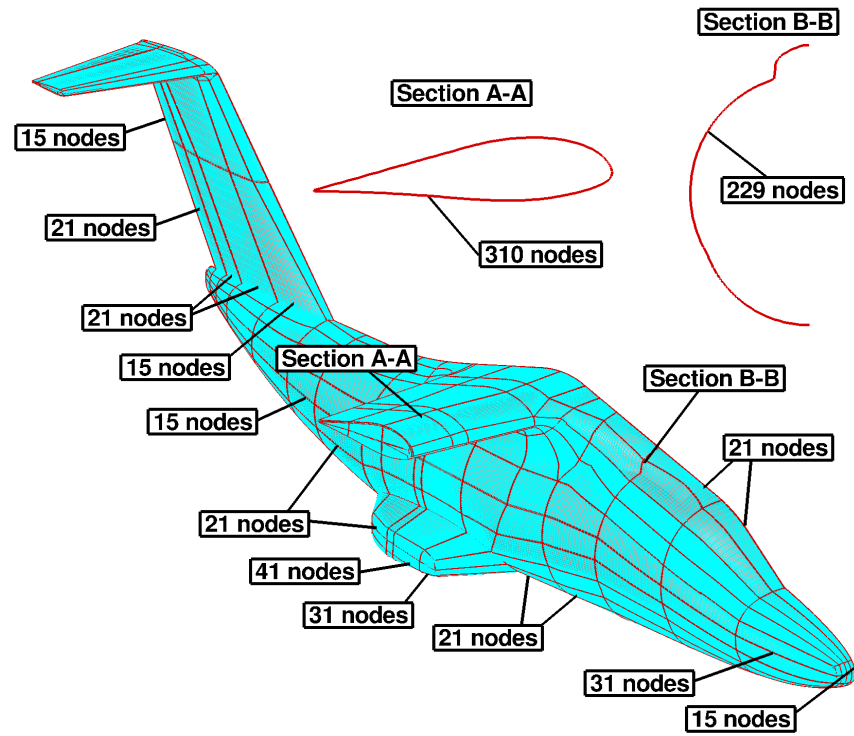 Section B-B
Section A-A
15 nodes
229 nodes
21 nodes
310 nodes
21 nodes
15 nodes
Section A-A
Section B-B
15 nodes
21 nodes
21 nodes
41 nodes
31 nodes
21 nodes
31 nodes
15 nodes